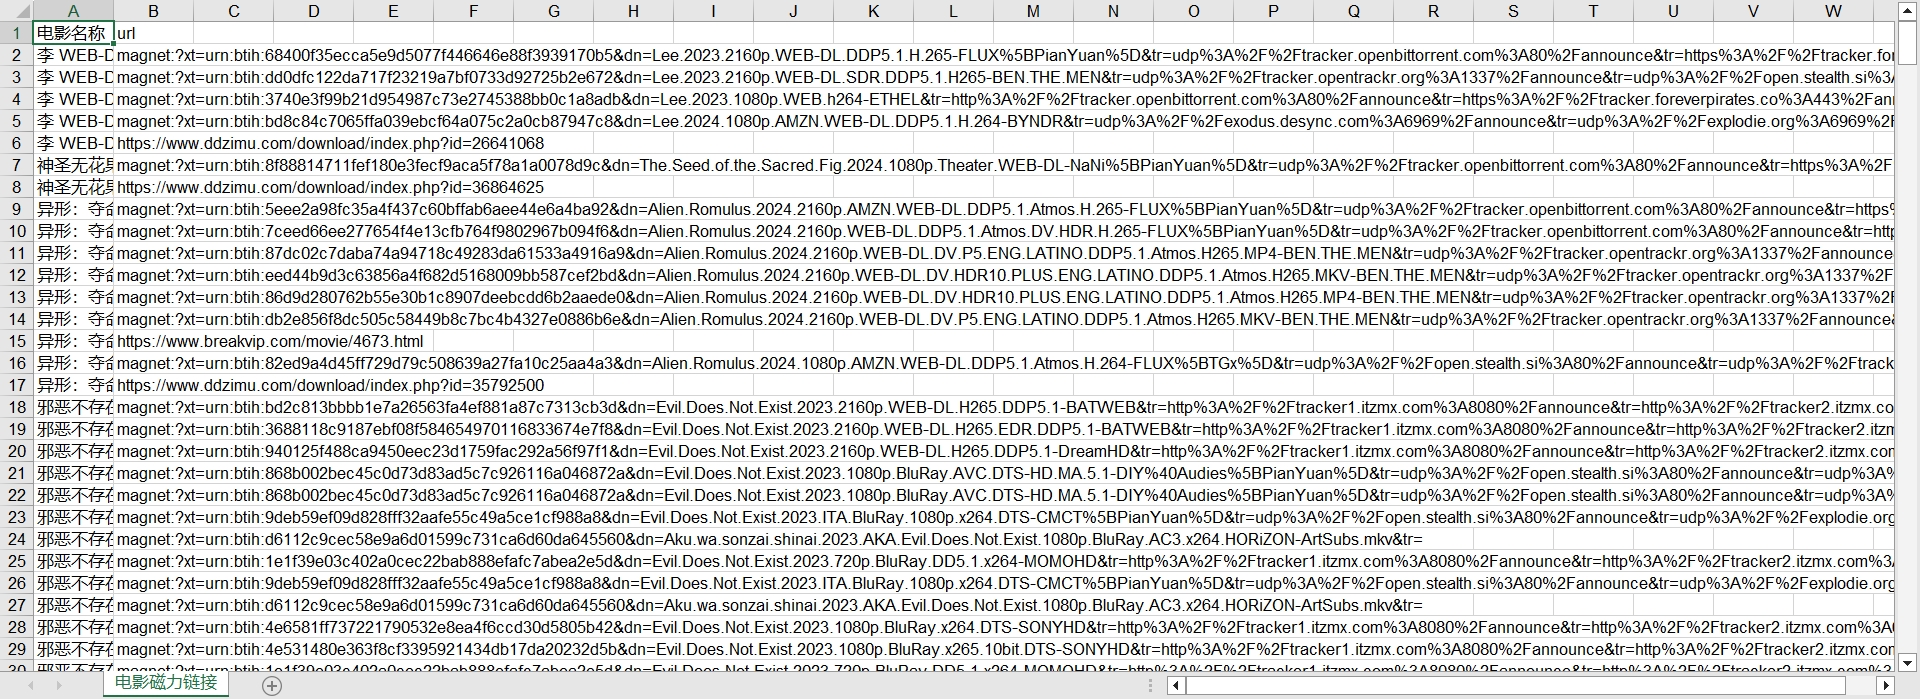 A B C D E F G H I J K L M N O P Q R S T U V W
1 电影名称 url
2 李 WEB-D magnet:?xt=urn:btih:68400f35ecca5e9d5077f446646e88f3939170b5&dn=Lee.2023.2160p.WEB-DL.DDP5.1.H.265-FLUX%5BPianYuan%5D&tr=udp%3A%2F%2Ftracker.openbittorrent.com%3A80%2Fannounce&tr=https%3A%2F%2Ftracker.for
3 李 WEB-D magnet:?xt=urn:btih:dd0dfc122da717f23219a7bf0733d92725b2e672&dn=Lee.2023.2160p.WEB-DL.SDR.DDP5.1.H265-BEN.THE.MEN&tr=udp%3A%2F%2Ftracker.opentrackr.org%3A1337%2Fannounce&tr=udp%3A%2F%2Fopen.stealth.si%3A
4 李 WEB-D magnet:?xt=urn:btih:3740e3f99b21d954987c73e2745388bb0c1a8adb&dn=Lee.2023.1080p.WEB.h264-ETHEL&tr=http%3A%2F%2Ftracker.openbittorrent.com%3A80%2Fannounce&tr=https%3A%2F%2Ftracker.foreverpirates.co%3A443%2Fan
5 李 WEB-D magnet:?xt=urn:btih:bd8c84c7065ffa039ebcf64a075c2a0cb87947c8&dn=Lee.2024.1080p.AMZN.WEB-DL.DDP5.1.H.264-BYNDR&tr=udp%3A%2F%2Fexodus.desync.com%3A6969%2Fannounce&tr=udp%3A%2F%2Fexplodie.org%3A6969%2F
6 李 WEB-D https://www.ddzimu.com/download/index.php?id=26641068
7 神圣无花果 magnet:?xt=urn:btih:8f88814711fef180e3fecf9aca5f78a1a0078d9c&dn=The.Seed.of.the.Sacred.Fig.2024.1080p.Theater.WEB-DL-NaNi%5BPianYuan%5D&tr=udp%3A%2F%2Ftracker.openbittorrent.com%3A80%2Fannounce&tr=https%3A%2F
8 神圣无花果 https://www.ddzimu.com/download/index.php?id=36864625
9 异形：夺命 magnet:?xt=urn:btih:5eee2a98fc35a4f437c60bffab6aee44e6a4ba92&dn=Alien.Romulus.2024.2160p.AMZN.WEB-DL.DDP5.1.Atmos.H.265-FLUX%5BPianYuan%5D&tr=udp%3A%2F%2Ftracker.openbittorrent.com%3A80%2Fannounce&tr=https
10 异形：夺命 magnet:?xt=urn:btih:7ceed66ee277654f4e13cfb764f9802967b094f6&dn=Alien.Romulus.2024.2160p.WEB-DL.DDP5.1.Atmos.DV.HDR.H.265-FLUX%5BPianYuan%5D&tr=udp%3A%2F%2Ftracker.openbittorrent.com%3A80%2Fannounce&tr=http
11 异形：夺命 magnet:?xt=urn:btih:87dc02c7daba74a94718c49283da61533a4916a9&dn=Alien.Romulus.2024.2160p.WEB-DL.DV.P5.ENG.LATINO.DDP5.1.Atmos.H265.MP4-BEN.THE.MEN&tr=udp%3A%2F%2Ftracker.opentrackr.org%3A1337%2Fannounce
12 异形：夺命 magnet:?xt=urn:btih:eed44b9d3c63856a4f682d5168009bb587cef2bd&dn=Alien.Romulus.2024.2160p.WEB-DL.DV.HDR10.PLUS.ENG.LATINO.DDP5.1.Atmos.H265.MKV-BEN.THE.MEN&tr=udp%3A%2F%2Ftracker.opentrackr.org%3A1337%2F
13 异形：夺命 magnet:?xt=urn:btih:86d9d280762b55e30b1c8907deebcdd6b2aaede0&dn=Alien.Romulus.2024.2160p.WEB-DL.DV.HDR10.PLUS.ENG.LATINO.DDP5.1.Atmos.H265.MP4-BEN.THE.MEN&tr=udp%3A%2F%2Ftracker.opentrackr.org%3A1337%2F
14 异形：夺命 magnet:?xt=urn:btih:db2e856f8dc505c58449b8c7bc4b4327e0886b6e&dn=Alien.Romulus.2024.2160p.WEB-DL.DV.P5.ENG.LATINO.DDP5.1.Atmos.H265.MKV-BEN.THE.MEN&tr=udp%3A%2F%2Ftracker.opentrackr.org%3A1337%2Fannounce&
15 异形：夺命 https://www.breakvip.com/movie/4673.html
16 异形：夺命 magnet:?xt=urn:btih:82ed9a4d45ff729d79c508639a27fa10c25aa4a3&dn=Alien.Romulus.2024.1080p.AMZN.WEB-DL.DDP5.1.Atmos.H.264-FLUX%5BTGx%5D&tr=udp%3A%2F%2Fopen.stealth.si%3A80%2Fannounce&tr=udp%3A%2F%2Ftrack
17 异形：夺命 https://www.ddzimu.com/download/index.php?id=35792500
18 邪恶不存在 magnet:?xt=urn:btih:bd2c813bbbb1e7a26563fa4ef881a87c7313cb3d&dn=Evil.Does.Not.Exist.2023.2160p.WEB-DL.H265.DDP5.1-BATWEB&tr=http%3A%2F%2Ftracker1.itzmx.com%3A8080%2Fannounce&tr=http%3A%2F%2Ftracker2.itzmx.co
19 邪恶不存在 magnet:?xt=urn:btih:3688118c9187ebf08f584654970116833674e7f8&dn=Evil.Does.Not.Exist.2023.2160p.WEB-DL.H265.EDR.DDP5.1-BATWEB&tr=http%3A%2F%2Ftracker1.itzmx.com%3A8080%2Fannounce&tr=http%3A%2F%2Ftracker2.itzm
20 邪恶不存在 magnet:?xt=urn:btih:940125f488ca9450eec23d1759fac292a56f97f1&dn=Evil.Does.Not.Exist.2023.2160p.WEB-DL.H265.DDP5.1-DreamHD&tr=http%3A%2F%2Ftracker1.itzmx.com%3A8080%2Fannounce&tr=http%3A%2F%2Ftracker2.itzmx.com
21 邪恶不存在 magnet:?xt=urn:btih:868b002bec45c0d73d83ad5c7c926116a046872a&dn=Evil.Does.Not.Exist.2023.1080p.BluRay.AVC.DTS-HD.MA.5.1-DIY%40Audies%5BPianYuan%5D&tr=udp%3A%2F%2Fopen.stealth.si%3A80%2Fannounce&tr=udp%3A%
22 邪恶不存在 magnet:?xt=urn:btih:868b002bec45c0d73d83ad5c7c926116a046872a&dn=Evil.Does.Not.Exist.2023.1080p.BluRay.AVC.DTS-HD.MA.5.1-DIY%40Audies%5BPianYuan%5D&tr=udp%3A%2F%2Fopen.stealth.si%3A80%2Fannounce&tr=udp%3A%
23 邪恶不存在 magnet:?xt=urn:btih:9deb59ef09d828fff32aafe55c49a5ce1cf988a8&dn=Evil.Does.Not.Exist.2023.ITA.BluRay.1080p.x264.DTS-CMCT%5BPianYuan%5D&tr=udp%3A%2F%2Fopen.stealth.si%3A80%2Fannounce&tr=udp%3A%2F%2Fexplodie.org
24 邪恶不存在 magnet:?xt=urn:btih:d6112c9cec58e9a6d01599c731ca6d60da645560&dn=Aku.wa.sonzai.shinai.2023.AKA.Evil.Does.Not.Exist.1080p.BluRay.AC3.x264.HORiZON-ArtSubs.mkv&tr=
25 邪恶不存在 magnet:?xt=urn:btih:1e1f39e03c402a0cec22bab888efafc7abea2e5d&dn=Evil.Does.Not.Exist.2023.720p.BluRay.DD5.1.x264-MOMOHD&tr=http%3A%2F%2Ftracker1.itzmx.com%3A8080%2Fannounce&tr=http%3A%2F%2Ftracker2.itzmx.com%3A
26 邪恶不存在 magnet:?xt=urn:btih:9deb59ef09d828fff32aafe55c49a5ce1cf988a8&dn=Evil.Does.Not.Exist.2023.ITA.BluRay.1080p.x264.DTS-CMCT%5BPianYuan%5D&tr=udp%3A%2F%2Fopen.stealth.si%3A80%2Fannounce&tr=udp%3A%2F%2Fexplodie.org
27 邪恶不存在 magnet:?xt=urn:btih:d6112c9cec58e9a6d01599c731ca6d60da645560&dn=Aku.wa.sonzai.shinai.2023.AKA.Evil.Does.Not.Exist.1080p.BluRay.AC3.x264.HORiZON-ArtSubs.mkv&tr=
28 邪恶不存在 magnet:?xt=urn:btih:4e6581ff737221790532e8ea4f6ccd30d5805b42&dn=Evil.Does.Not.Exist.2023.1080p.BluRay.x264.DTS-SONYHD&tr=http%3A%2F%2Ftracker1.itzmx.com%3A8080%2Fannounce&tr=http%3A%2F%2Ftracker2.itzmx.com%3A
29 邪恶不存在 magnet:?xt=urn:btih:4e531480e363f8cf3395921434db17da20232d5b&dn=Evil.Does.Not.Exist.2023.1080p.BluRay.x265.10bit.DTS-SONYHD&tr=http%3A%2F%2Ftracker1.itzmx.com%3A8080%2Fannounce&tr=http%3A%2F%2Ftracker2.itzmx.com
电影磁力链接